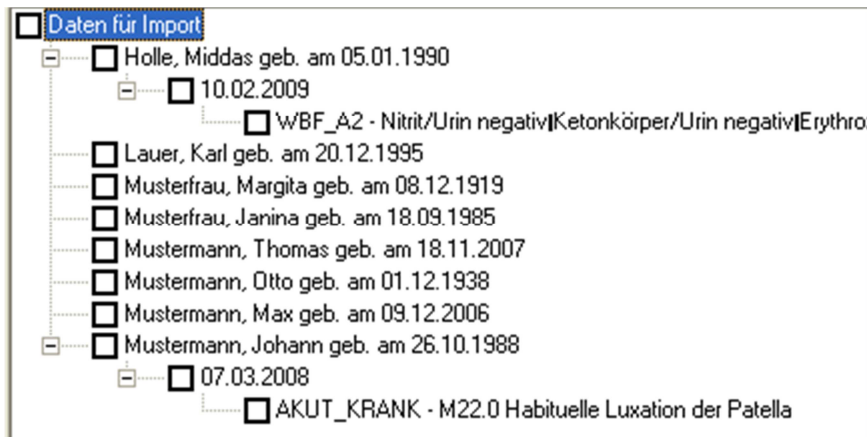 Daten für Import
Holle, Middas geb. am 05.01.1990
10.02.2009
WBF_A2 - Nitrit/Urin negativ|Ketonkörper/Urin negativ|Erythro
Lauer, Karl geb. am 20.12.1995
Musterfrau, Margita geb. am 08.12.1919
Musterfrau, Janina geb. am 18.09.1985
Mustermann, Thomas geb. am 18.11.2007
Mustermann, Otto geb. am 01.12.1938
Mustermann, Max geb. am 09.12.2006
Mustermann, Johann geb. am 26.10.1988
07.03.2008
AKUT_KRANK - M22.0 Habituelle Luxation der Patella